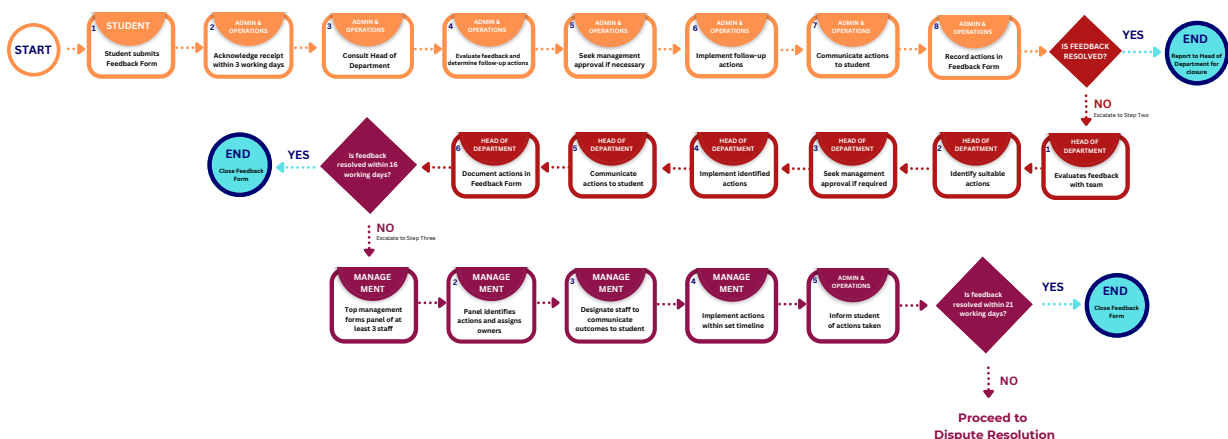 START
1
STUDENT
Student submits
Feedback Form
2
ADMIN &
OPERATIONS
Acknowledge receipt
within 3 working days
3
ADMIN &
OPERATIONS
Consult Head of
Department
4
ADMIN &
OPERATIONS
Evaluate feedback and
determine follow-up actions
5
ADMIN &
OPERATIONS
Seek management
approval if necessary
6
ADMIN &
OPERATIONS
Implement follow-up
actions
7
ADMIN &
OPERATIONS
Communicate actions
to student
8
ADMIN &
OPERATIONS
Record actions in
Feedback Form
IS FEEDBACK
RESOLVED?
YES
END
Report to Head of
Department for
closure
NO
Escalate to Step Two
1
HEAD OF
DEPARTMENT
Evaluates feedback
with team
2
HEAD OF
DEPARTMENT
Identify suitable
actions
3
HEAD OF
DEPARTMENT
Seek management
approval if required
4
HEAD OF
DEPARTMENT
Implement identified
actions
5
HEAD OF
DEPARTMENT
Communicate
actions to student
6
HEAD OF
DEPARTMENT
Document actions in
Feedback Form
Is feedback
resolved within 16
working days?
YES
END
Close Feedback
Form
NO
Escalate to Step Three
MANAGE
MENT
Top management
forms panel of at
least 3 staff
2
MANAGE
MENT
Panel identifies
actions and assigns
owners
3
MANAGE
MENT
Designate staff to
communicate
outcomes to student
4
MANAGE
MENT
Implement actions
within set timeline
5
ADMIN &
OPERATIONS
Inform student
of actions taken
Is feedback
resolved within 21
working days?
YES
END
Close Feedback
Form
NO
Proceed to
Dispute Resolution